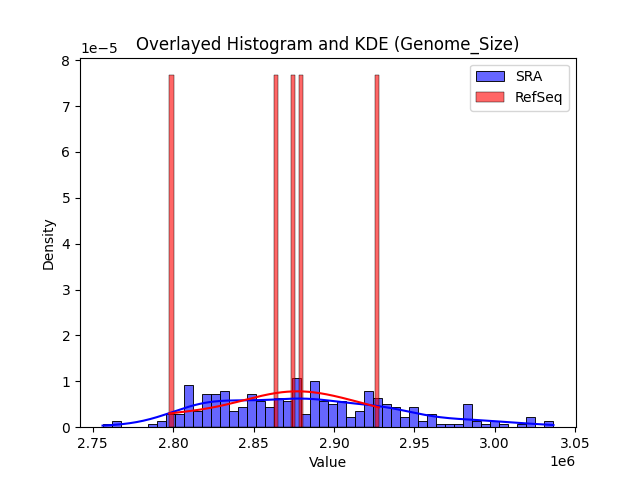 Overlayed Histogram and KDE (Genome_Size)
1e−5
SRA
RefSeq
8
7
6
5
4
3
2
1
0
Density
2.75 2.80 2.85 2.90 2.95 3.00 3.05
1e6
Value